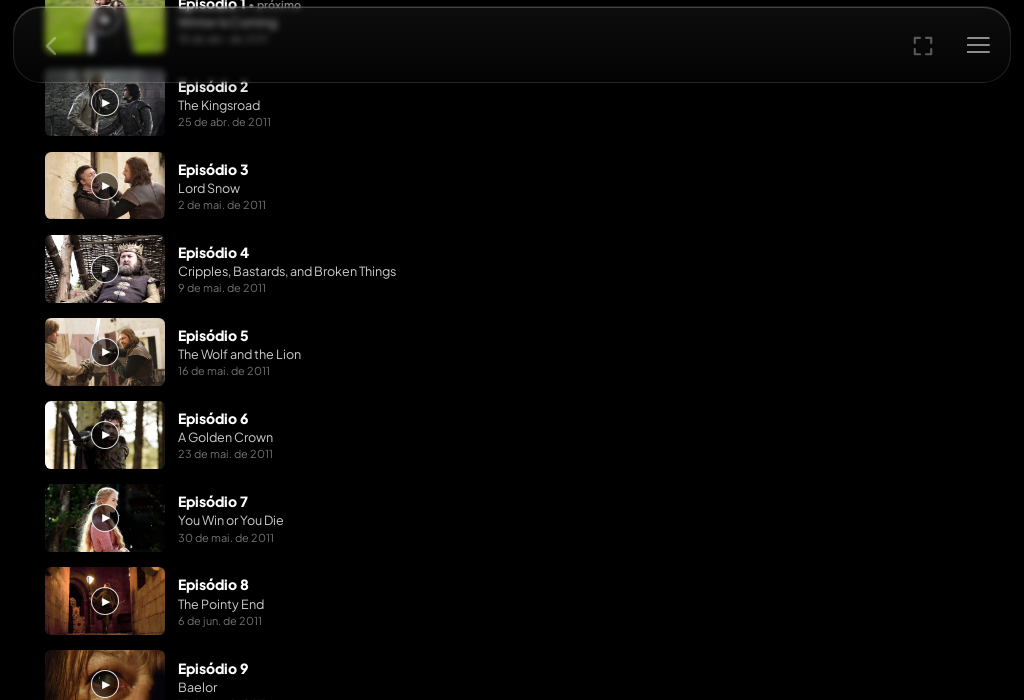 Episódio 1 • próximo
Winter Is Coming
Episódio 2
The Kingsroad
25 de abr. de 2011
Episódio 3
Lord Snow
2 de mai. de 2011
Episódio 4
Cripples, Bastards, and Broken Things
9 de mai. de 2011
Episódio 5
The Wolf and the Lion
16 de mai. de 2011
Episódio 6
A Golden Crown
23 de mai. de 2011
Episódio 7
You Win or You Die
30 de mai. de 2011
Episódio 8
The Pointy End
6 de jun. de 2011
Episódio 9
Baelor